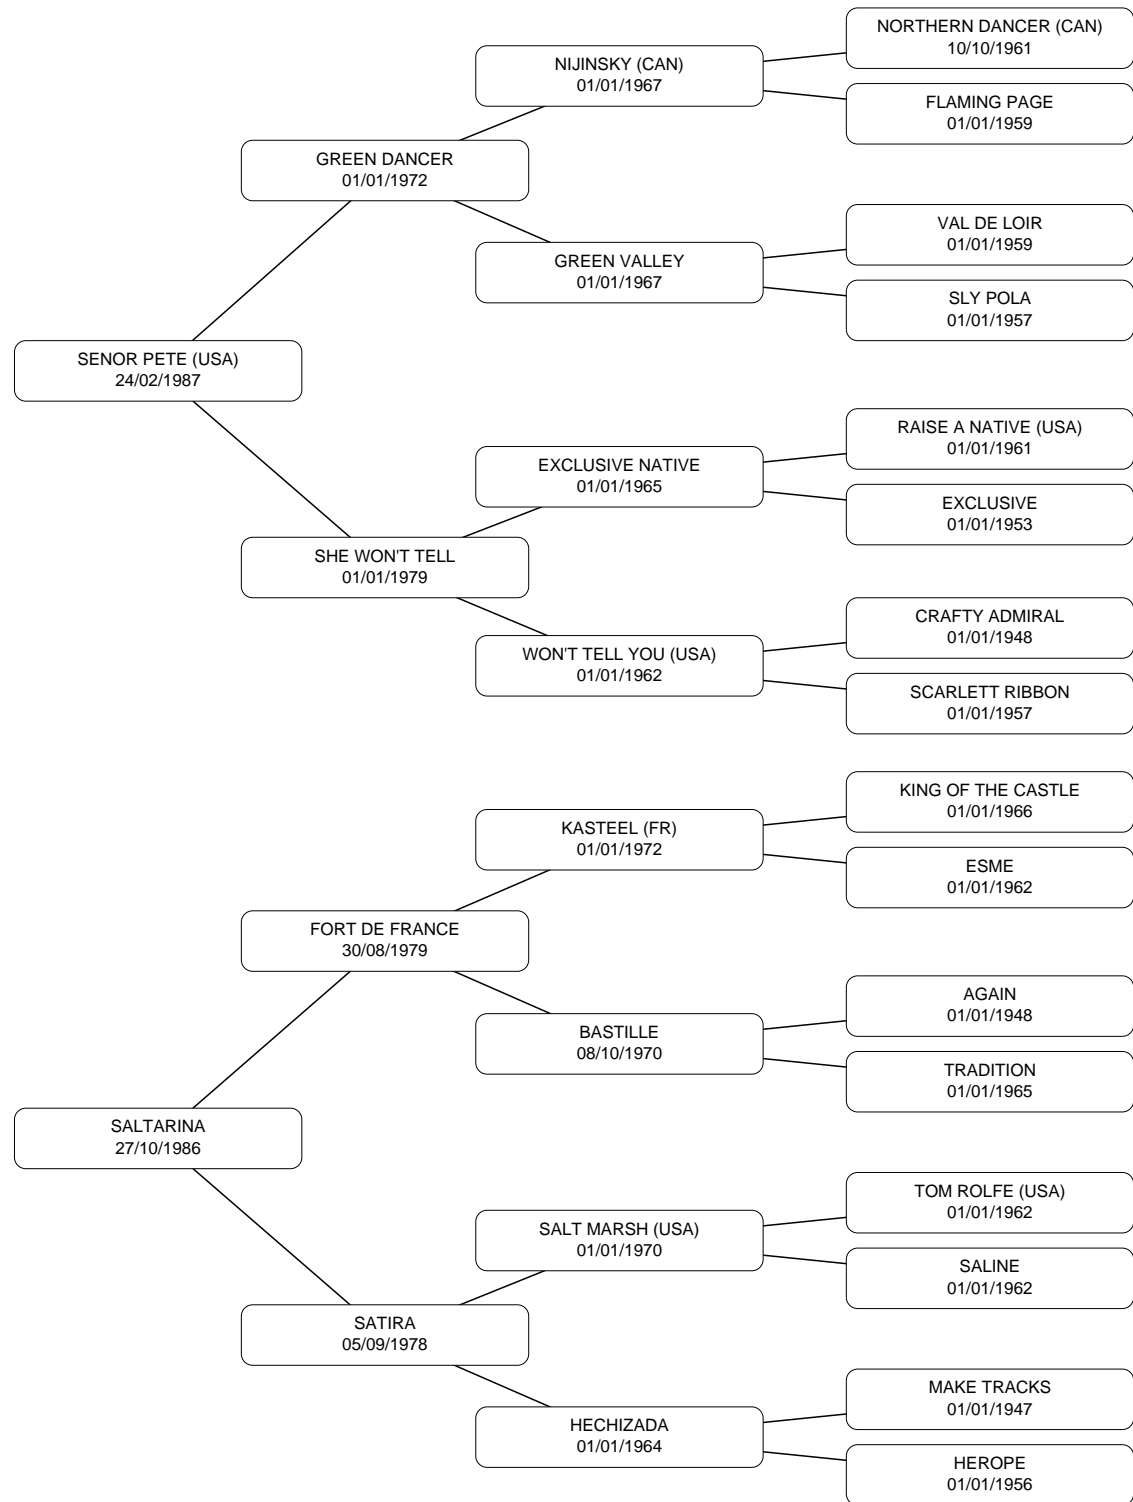 NORTHERN DANCER (CAN)
10/10/1961
NIJINSKY (CAN)
01/01/1967
FLAMING PAGE
01/01/1959
GREEN DANCER
01/01/1972
VAL DE LOIR
01/01/1959
GREEN VALLEY
01/01/1967
SLY POLA
01/01/1957
SENOR PETE (USA)
24/02/1987
RAISE A NATIVE (USA)
01/01/1961
EXCLUSIVE NATIVE
01/01/1965
EXCLUSIVE
01/01/1953
SHE WON'T TELL
01/01/1979
CRAFTY ADMIRAL
01/01/1948
WON'T TELL YOU (USA)
01/01/1962
SCARLETT RIBBON
01/01/1957
KING OF THE CASTLE
01/01/1966
KASTEEL (FR)
01/01/1972
ESME
01/01/1962
FORT DE FRANCE
30/08/1979
AGAIN
01/01/1948
BASTILLE
08/10/1970
TRADITION
01/01/1965
SALTARINA
27/10/1986
TOM ROLFE (USA)
01/01/1962
SALT MARSH (USA)
01/01/1970
SALINE
01/01/1962
SATIRA
05/09/1978
MAKE TRACKS
01/01/1947
HECHIZADA
01/01/1964
HEROPE
01/01/1956